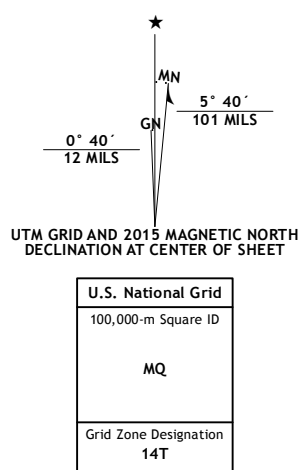 ★
MN
5° 40´
101 MILS
GN
0° 40´
12 MILS
UTM GRID AND 2015 MAGNETIC NORTH
DECLINATION AT CENTER OF SHEET
U.S. National Grid
100,000-m Square ID
MQ
Grid Zone Designation
14T